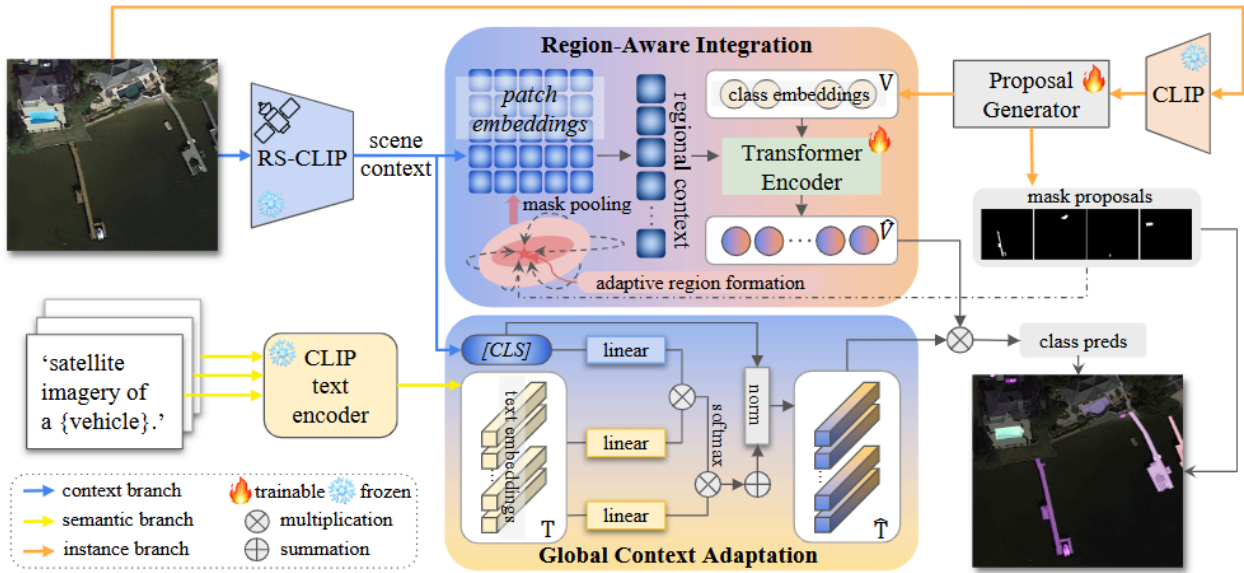 Region-Aware Integration
patch
embeddings
regional context
class embeddings
V
Transformer
Encoder
V̂
mask pooling
adaptive region formation
RS-CLIP
scene
context
Proposal
Generator
CLIP
mask proposals
class preds
‘satellite
imagery of
a {vehicle}.’
CLIP
text
encoder
[CLS]
linear
linear
linear
text embeddings
T
softmax
norm
T̂
Global Context Adaptation
context branch
semantic branch
instance branch
trainable
frozen
multiplication
summation